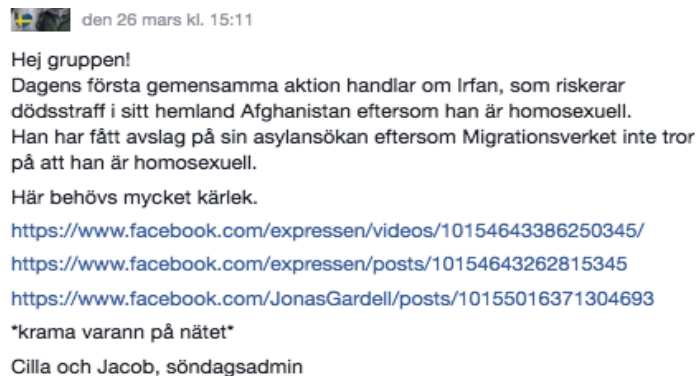 den 26 mars kl. 15:11
Hej gruppen!
Dagens första gemensamma aktion handlar om Irfan, som riskerar
dödsstraff i sitt hemland Afghanistan eftersom han är homosexuell.
Han har fått avslag på sin asylansökan eftersom Migrationsverket inte tror
på att han är homosexuell.
Här behövs mycket kärlek.
https://www.facebook.com/expressen/videos/10154643386250345/
https://www.facebook.com/expressen/posts/10154643262815345
https://www.facebook.com/JonasGardell/posts/10155016371304693
*krama varann på nätet*
Cilla och Jacob, söndagsadmin